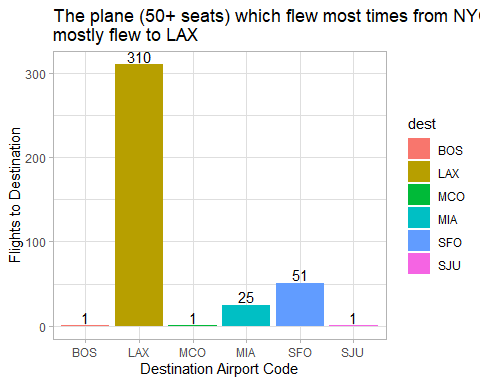 The plane (50+ seats) which flew most times from NY
mostly flew to LAX
Flights to Destination
300
200
100
0
1
310
1
25
51
1
BOS
LAX
MCO
MIA
SFO
SJU
Destination Airport Code
dest
BOS
LAX
MCO
MIA
SFO
SJU